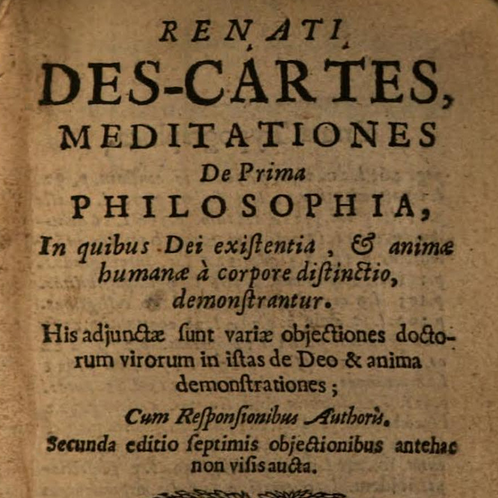 RENATI
DES-CARTES,
MEDITATIONES
De Prima
PHILOSOPHIA,
In quibus Dei exiſtentia, & animæ
humanæ à corpore diſtinctio,
demonſtrantur.
His adjunctæ ſunt variæ objectiones docto-
rum virorum in iſtas de Deo & anima
demonſtrationes;
Cum Reſponſionibus Authoris.
Secunda editio ſeptimis objectionibus antehac
non viſis aucta.